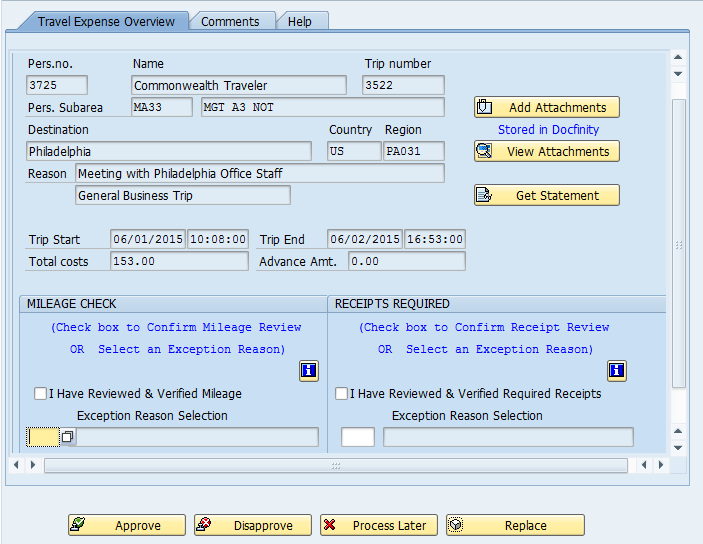 Travel Expense Overview Comments Help
Pers.no. Name Trip number
3725 Commonwealth Traveler 3522
Pers. Subarea MA33 MGT A3 NOT Add Attachments
Destination Country Region Stored in Docfinity
Philadelphia US PA031 View Attachments
Reason Meeting with Philadelphia Office Staff
General Business Trip Get Statement
Trip Start 06/01/2015 10:08:00 Trip End 06/02/2015 16:53:00
Total costs 153.00 Advance Amt. 0.00
MILEAGE CHECK RECEIPTS REQUIRED
(Check box to Confirm Mileage Review (Check box to Confirm Receipt Review
OR Select an Exception Reason) OR Select an Exception Reason)
I Have Reviewed & Verified Mileage I Have Reviewed & Verified Required Receipts
Exception Reason Selection Exception Reason Selection
Approve Disapprove Process Later Replace